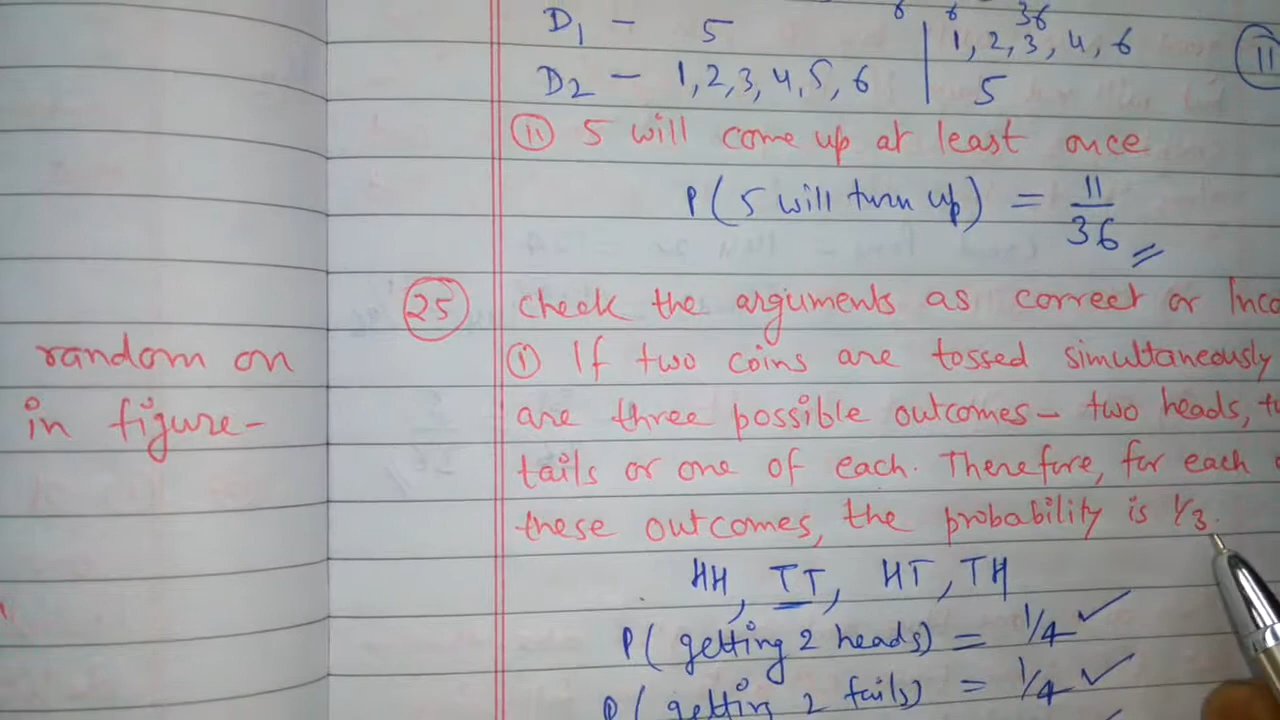 6 6 36
D1 - 5 | 1, 2, 3, 4, 6
D2 - 1, 2, 3, 4, 5, 6 | 5
11
ii 5 will come up at least once
P( 5 will turn up) = 11/36
25 check the arguments as correct or Inco
i If two coins are tossed simultaneously
are three possible outcomes- two heads, t
tails or one of each. Therefore, for each
these outcomes, the probability is 1/3.
random on
in figure-
HH, TT, HT, TH
P( getting 2 heads) = 1/4 ✓
P( getting 2 tails) = 1/4 ✓